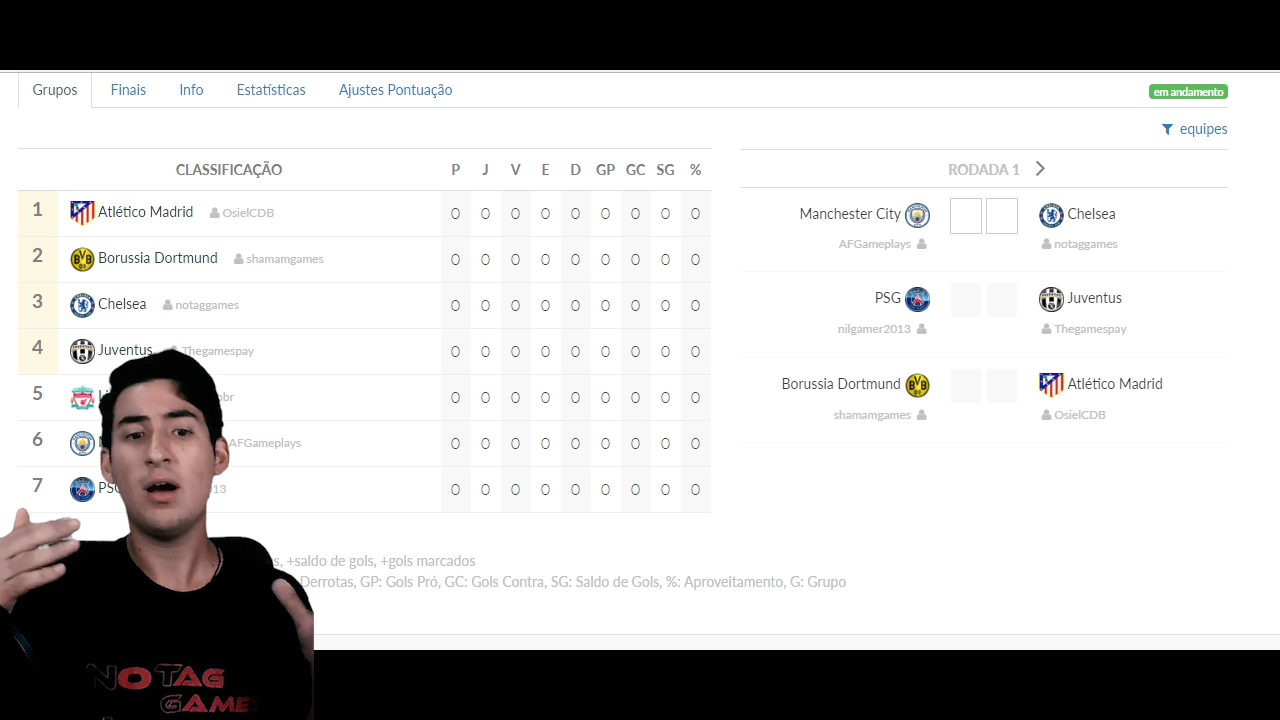 Grupos Finais Info Estatísticas Ajustes Pontuação
em andamento
equipes
CLASSIFICAÇÃO P J V E D GP GC SG %
1 Atlético Madrid OsielCDB 0 0 0 0 0 0 0 0 0
2 Borussia Dortmund shamamgames 0 0 0 0 0 0 0 0 0
3 Chelsea notaggames 0 0 0 0 0 0 0 0 0
4 Juventus Thegamespay 0 0 0 0 0 0 0 0 0
5 0 0 0 0 0 0 0 0 0
6 AFGameplays 0 0 0 0 0 0 0 0 0
7 PSG 0 0 0 0 0 0 0 0 0
+saldo de gols, +gols marcados
Derrotas, GP: Gols Pró, GC: Gols Contra, SG: Saldo de Gols, %: Aproveitamento, G: Grupo
RODADA 1
Manchester City Chelsea
AFGameplays notaggames
PSG Juventus
nilgamer2013 Thegamespay
Borussia Dortmund Atlético Madrid
shamamgames OsielCDB
NOTAG
GAMES